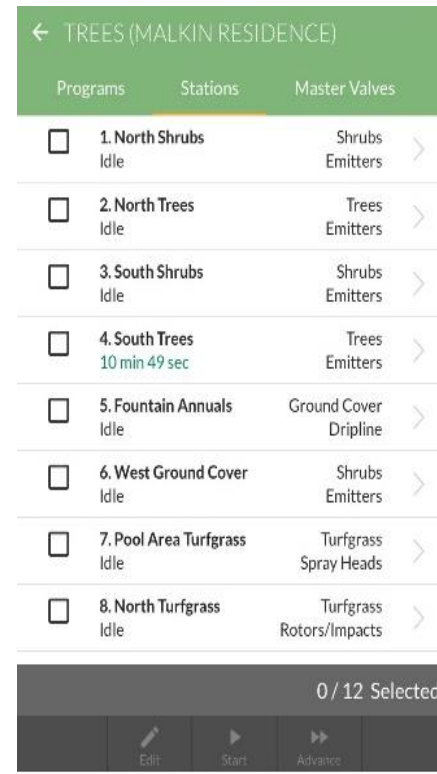 TREES (MALKIN RESIDENCE)
Programs Stations Master Valves
1. North Shrubs Shrubs
Idle Emitters
2. North Trees Trees
Idle Emitters
3. South Shrubs Shrubs
Idle Emitters
4. South Trees Trees
10 min 49 sec Emitters
5. Fountain Annuals Ground Cover
Idle Dripline
6. West Ground Cover Shrubs
Idle Emitters
7. Pool Area Turfgrass Turfgrass
Idle Spray Heads
8. North Turfgrass Turfgrass
Idle Rotors/Impacts
0 / 12 Selected
Edit Start Advance